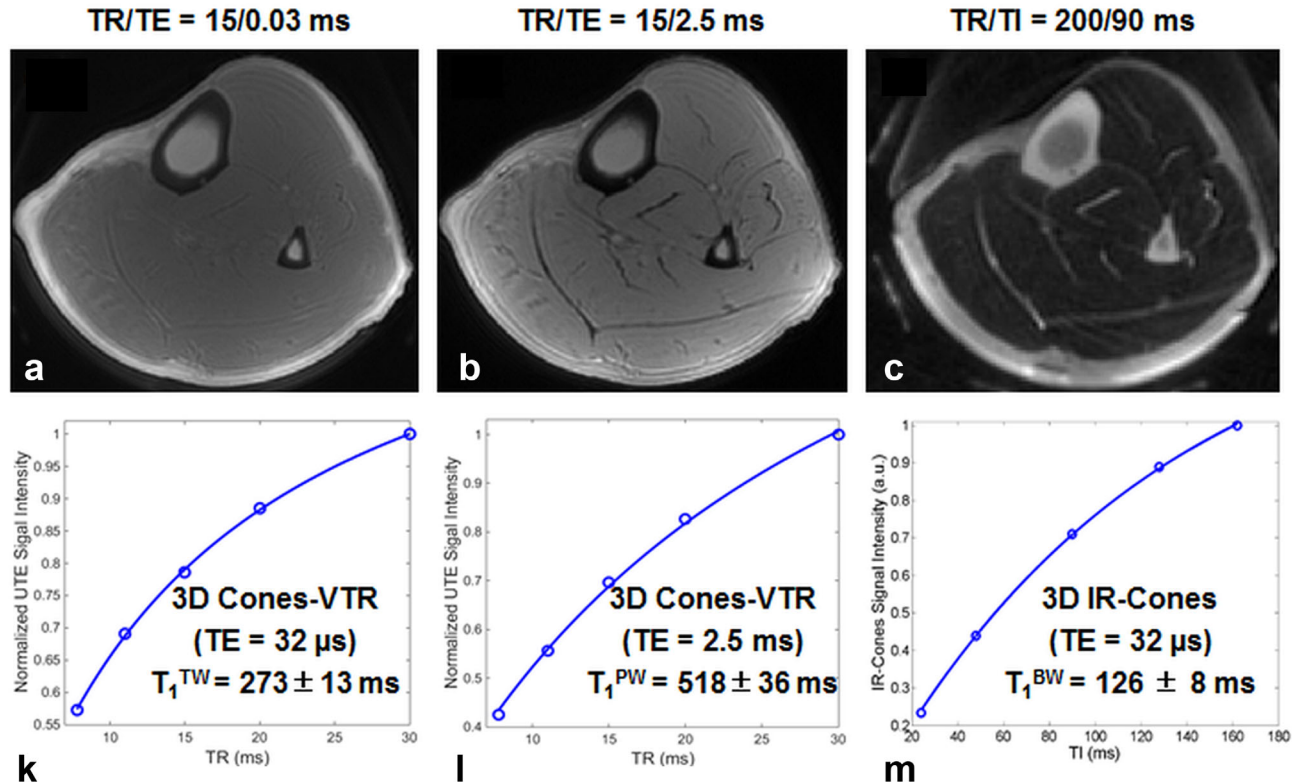 TR/TE = 15/0.03 ms
TR/TE = 15/2.5 ms
TR/TI = 200/90 ms
a
b
c
Normalized UTE Sigal Intensity
1
0.95
0.9
0.85
0.8
0.75
0.7
0.65
0.6
0.55
10
15
20
25
30
TR (ms)
3D Cones-VTR
(TE = 32 µs)
T₁ᵀᵂ = 273 ± 13 ms
k
Normalized UTE Sigal Intensity
1
0.9
0.8
0.7
0.6
0.5
0.4
10
15
20
25
30
TR (ms)
3D Cones-VTR
(TE = 2.5 ms)
T₁ᴾᵂ = 518 ± 36 ms
l
IR-Cones Signal Intensity (a.u.)
1
0.9
0.8
0.7
0.6
0.5
0.4
0.3
0.2
20
40
60
80
100
120
140
160
180
TI (ms)
3D IR-Cones
(TE = 32 µs)
T₁ᴮᵂ = 126 ± 8 ms
m